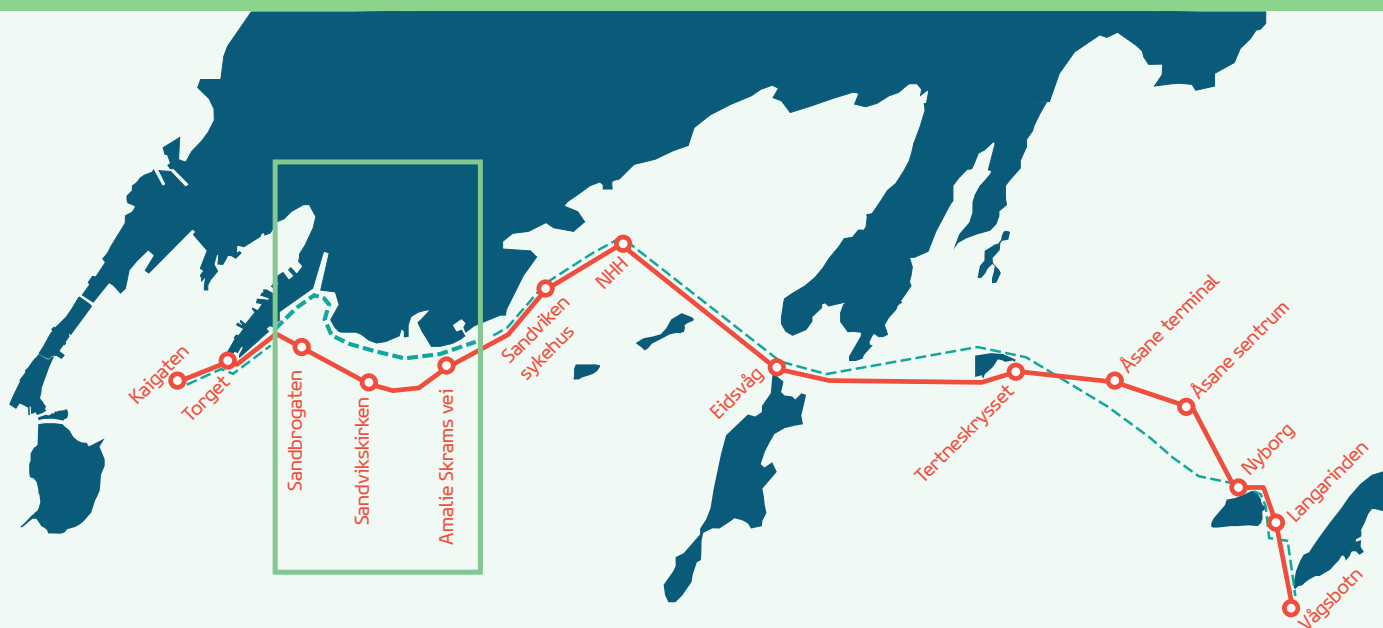 Kaigaten
Torget
Sandbrogaten
Sandvikskirken
Amalie Skrams vei
Sandviken
sykehus
NHH
Eidsvåg
Tertneskrysset
Åsane terminal
Åsane sentrum
Nyborg
Langarinden
Vågsbotn